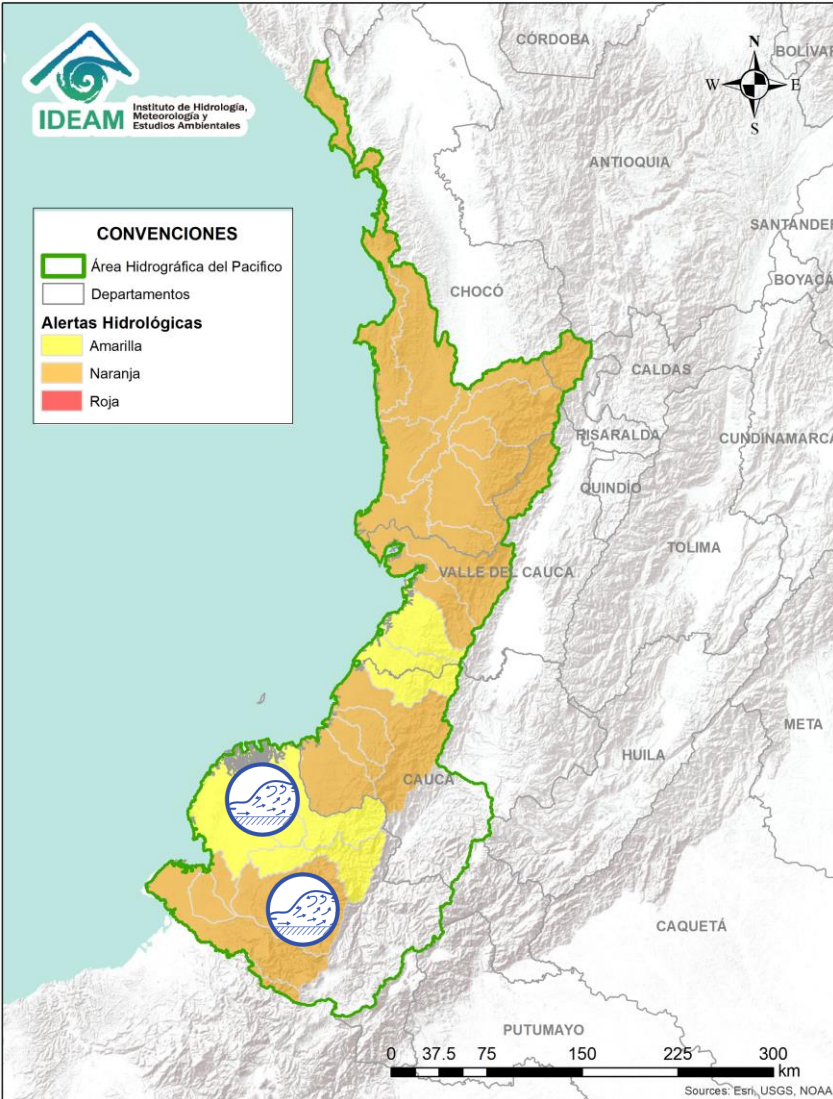 IDEAM
Instituto de Hidrología,
Meteorología y
Estudios Ambientales
N
W
E
S
CÓRDOBA
BOLÍVAR
ANTIOQUIA
SANTANDER
BOYACÁ
CONVENCIONES
Área Hidrográfica del Pacifico
Departamentos
Alertas Hidrológicas
Amarilla
Naranja
Roja
CHOCÓ
CALDAS
RISARALDA
CUNDINAMARCA
QUINDÍO
TOLIMA
VALLE DEL CAUCA
META
HUILA
CAUCA
CAQUETÁ
PUTUMAYO
0 37.5 75 150 225 300
km
Sources: Esri, USGS, NOAA